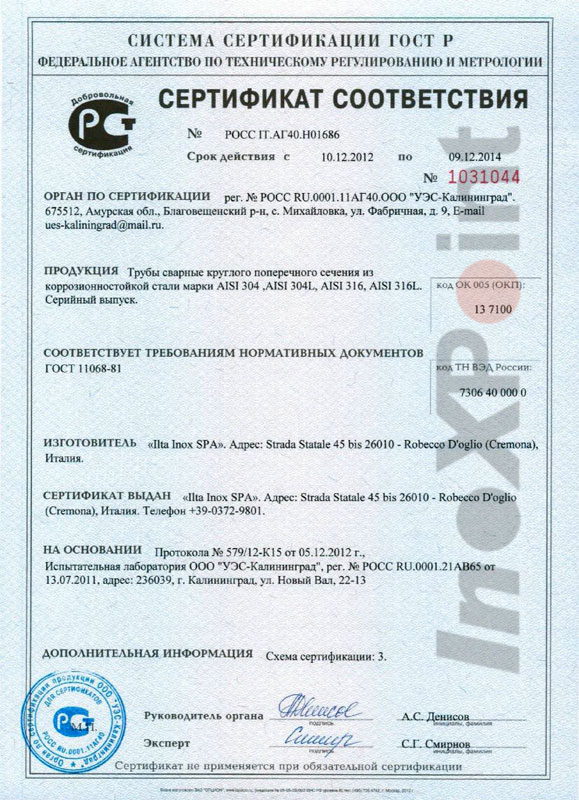 СИСТЕМА СЕРТИФИКАЦИИ ГОСТ Р
ФЕДЕРАЛЬНОЕ АГЕНТСТВО ПО ТЕХНИЧЕСКОМУ РЕГУЛИРОВАНИЮ И МЕТРОЛОГИИ
Добровольная
РСТ
сертификация
СЕРТИФИКАТ СООТВЕТСТВИЯ
№ РОСС IT.АГ40.Н01686
Срок действия с 10.12.2012 по 09.12.2014
№ 1031044
ОРГАН ПО СЕРТИФИКАЦИИ рег. № РОСС RU.0001.11АГ40.ООО "УЭС-Калининград".
675512, Амурская обл., Благовещенский р-н, с. Михайловка, ул. Фабричная, д. 9, E-mail
ues-kaliningrad@mail.ru.
ПРОДУКЦИЯ Трубы сварные круглого поперечного сечения из
коррозионностойкой стали марки AISI 304 ,AISI 304L, AISI 316, AISI 316L.
Серийный выпуск.
код ОК 005 (ОКП):
13 7100
СООТВЕТСТВУЕТ ТРЕБОВАНИЯМ НОРМАТИВНЫХ ДОКУМЕНТОВ
ГОСТ 11068-81
код ТН ВЭД России:
7306 40 000 0
ИЗГОТОВИТЕЛЬ «Ilta Inox SPA». Адрес: Strada Statale 45 bis 26010 - Robecco D'oglio (Cremona),
Италия.
СЕРТИФИКАТ ВЫДАН «Ilta Inox SPA». Адрес: Strada Statale 45 bis 26010 - Robecco D'oglio
(Cremona), Италия. Телефон +39-0372-9801.
НА ОСНОВАНИИ Протокола № 579/12-К15 от 05.12.2012 г.,
Испытательная лаборатория ООО "УЭС-Калининград", рег. № РОСС RU.0001.21АВ65 от
13.07.2011, адрес: 236039, г. Калининград, ул. Новый Вал, 22-13
ДОПОЛНИТЕЛЬНАЯ ИНФОРМАЦИЯ Схема сертификации: 3.
InoXPoint
Орган по сертификации продукции ООО "УЭС-Калининград"
ДЛЯ СЕРТИФИКАТОВ
РСТ
М.П.
РОСС RU.0001.11АГ40
Руководитель органа
подпись
А.С. Денисов
инициалы, фамилия
Эксперт
подпись
С.Г. Смирнов
инициалы, фамилия
Сертификат не применяется при обязательной сертификации